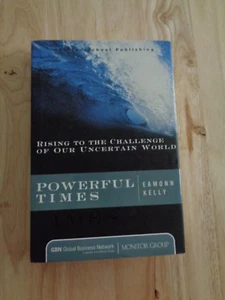 School Publishing
RISING TO THE CHALLENGE
OF OUR UNCERTAIN WORLD
POWERFUL
TIMES
EAMONN
KELLY
GBN Global Business Network
MONITOR GROUP